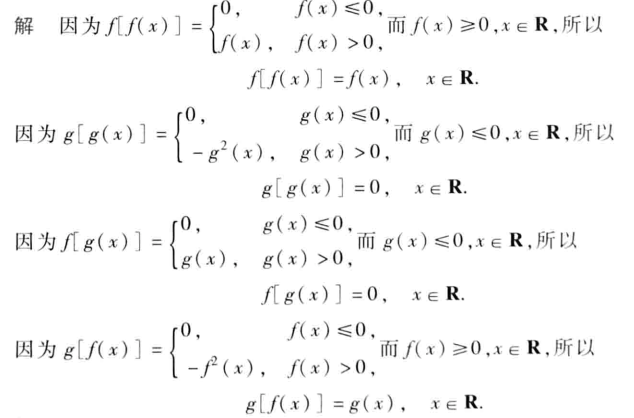 解 因为 f[f(x)] = { 0, f(x) ≤ 0, f(x), f(x) > 0, 而 f(x) ≥ 0, x ∈ R, 所以
f[f(x)] = f(x), x ∈ R.
因为 g[g(x)] = { 0, g(x) ≤ 0, -g²(x), g(x) > 0, 而 g(x) ≤ 0, x ∈ R, 所以
g[g(x)] = 0, x ∈ R.
因为 f[g(x)] = { 0, g(x) ≤ 0, g(x), g(x) > 0, 而 g(x) ≤ 0, x ∈ R, 所以
f[g(x)] = 0, x ∈ R.
因为 g[f(x)] = { 0, f(x) ≤ 0, -f²(x), f(x) > 0, 而 f(x) ≥ 0, x ∈ R, 所以
g[f(x)] = g(x), x ∈ R.